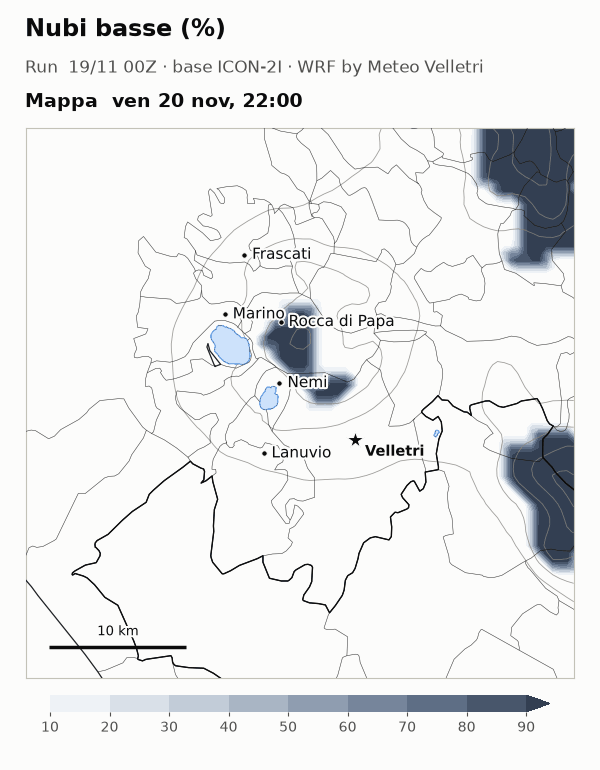 Nubi basse (%)
Run  19/11 00Z · base ICON-2I · WRF by Meteo Velletri
Mappa  ven 20 nov, 22:00
Frascati
Marino
Rocca di Papa
Nemi
Velletri
Lanuvio
10 km
10 20 30 40 50 60 70 80 90